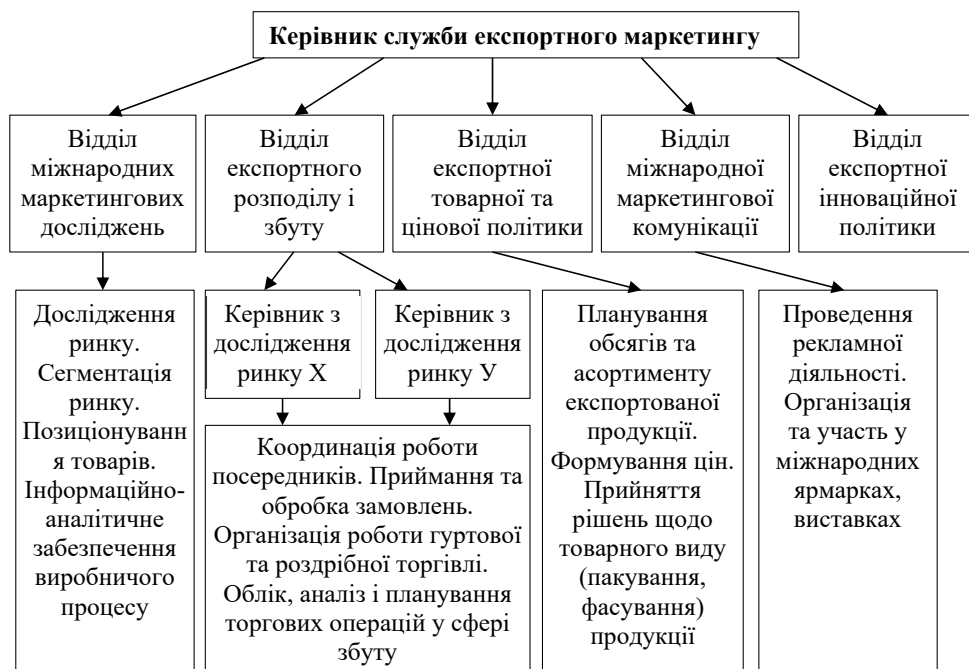 Керівник служби експортного маркетингу
Відділ
міжнародних
маркетингових
досліджень
Відділ
експортного
розподілу і
збуту
Відділ
експортної
товарної та
цінової політики
Відділ
міжнародної
маркетингової
комунікації
Відділ
експортної
інноваційної
політики
Дослідження
ринку.
Сегментація
ринку.
Позиціонуванн
я товарів.
Інформаційно-
аналітичне
забезпечення
виробничого
процесу
Керівник з
дослідження
ринку Х
Керівник з
дослідження
ринку У
Координація роботи
посередників. Приймання та
обробка замовлень.
Організація роботи гуртової
та роздрібної торгівлі.
Облік, аналіз і планування
торгових операцій у сфері
збуту
Планування
обсягів та
асортименту
експортованої
продукції.
Формування цін.
Прийняття
рішень щодо
товарного виду
(пакування,
фасування)
продукції
Проведення
рекламної
діяльності.
Організація
та участь у
міжнародних
ярмарках,
виставках